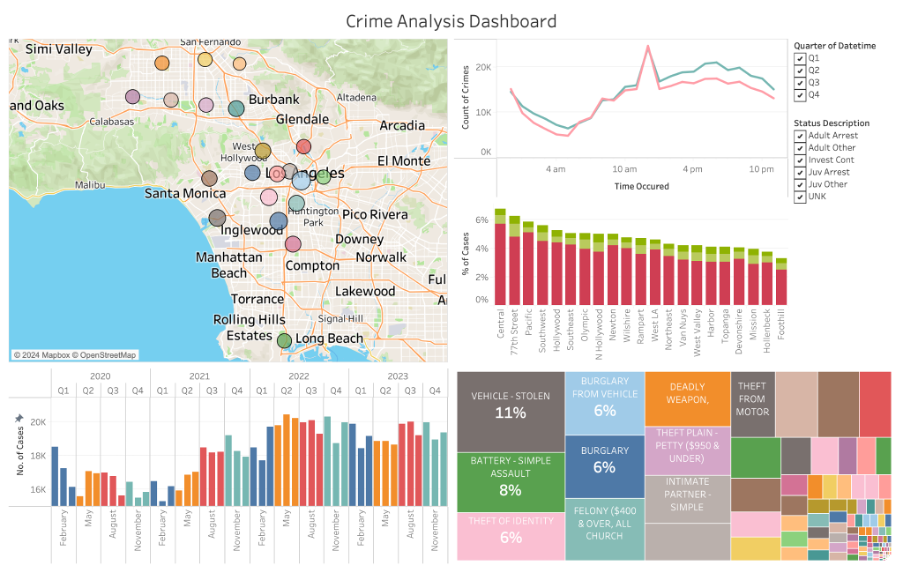 Crime Analysis Dashboard
Simi Valley
San Fernando
and Oaks
Burbank
Altadena
Calabasas
Glendale
Arcadia
West
Hollywood
El Monte
Malibu
Santa Monica
Huntington
Park
Pico Rivera
Inglewood
Downey
Manhattan
Beach
Norwalk
Compton
Ful
Lakewood
A
Torrance
Signal Hill
Rolling Hills
Estates
Long Beach
© 2024 Mapbox © OpenStreetMap
Count of Crimes
20K
10K
0K
4 am
10 am
4 pm
10 pm
Time Occured
Quarter of Datetime
Q1
Q2
Q3
Q4
Status Description
Adult Arrest
Adult Other
Invest Cont
Juv Arrest
Juv Other
UNK
% of Cases
6%
4%
2%
0%
Central
77th Street
Pacific
Southwest
Hollywood
Southeast
Olympic
N Hollywood
Newton
Wilshire
Rampart
West LA
Northeast
Van Nuys
West Valley
Harbor
Topanga
Devonshire
Mission
Hollenbeck
Foothill
2020
2021
2022
2023
Q1 Q2 Q3 Q4 Q1 Q2 Q3 Q4 Q1 Q2 Q3 Q4 Q1 Q2 Q3 Q4
No. of Cases
20K
18K
16K
February
May
August
November
February
May
August
November
February
May
August
November
February
May
August
November
VEHICLE - STOLEN
11%
BATTERY - SIMPLE
ASSAULT
8%
THEFT OF IDENTITY
6%
BURGLARY
FROM VEHICLE
6%
BURGLARY
6%
FELONY ($400
& OVER, ALL
CHURCH
DEADLY
WEAPON,
THEFT PLAIN -
PETTY ($950 &
UNDER)
INTIMATE
PARTNER -
SIMPLE
THEFT
FROM
MOTOR